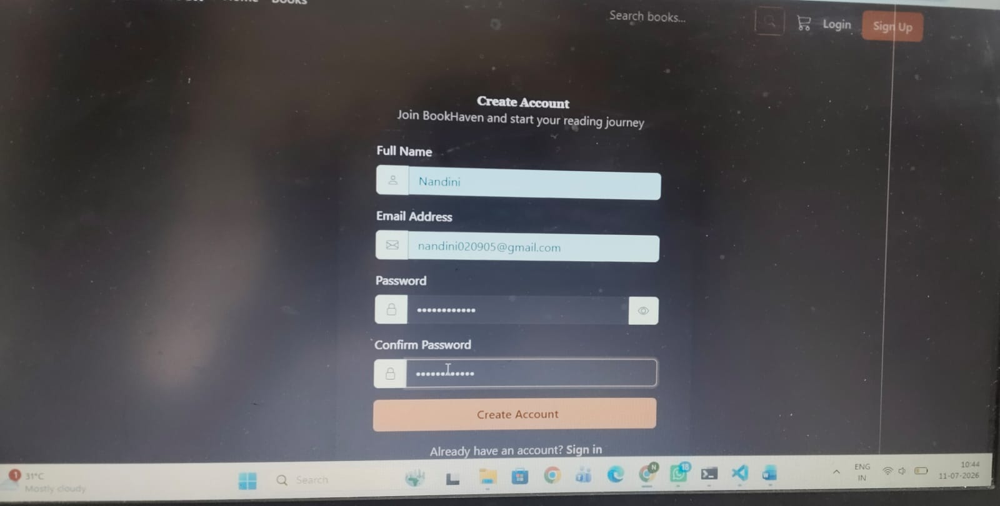 Books
Search books...
Login
Sign Up
Create Account
Join BookHaven and start your reading journey
Full Name
Nandini
Email Address
nandini020905@gmail.com
Password
Confirm Password
Create Account
Already have an account? Sign in
1
31°C
Mostly cloudy
Search
N
18
ENG
IN
10:44
11-07-2026